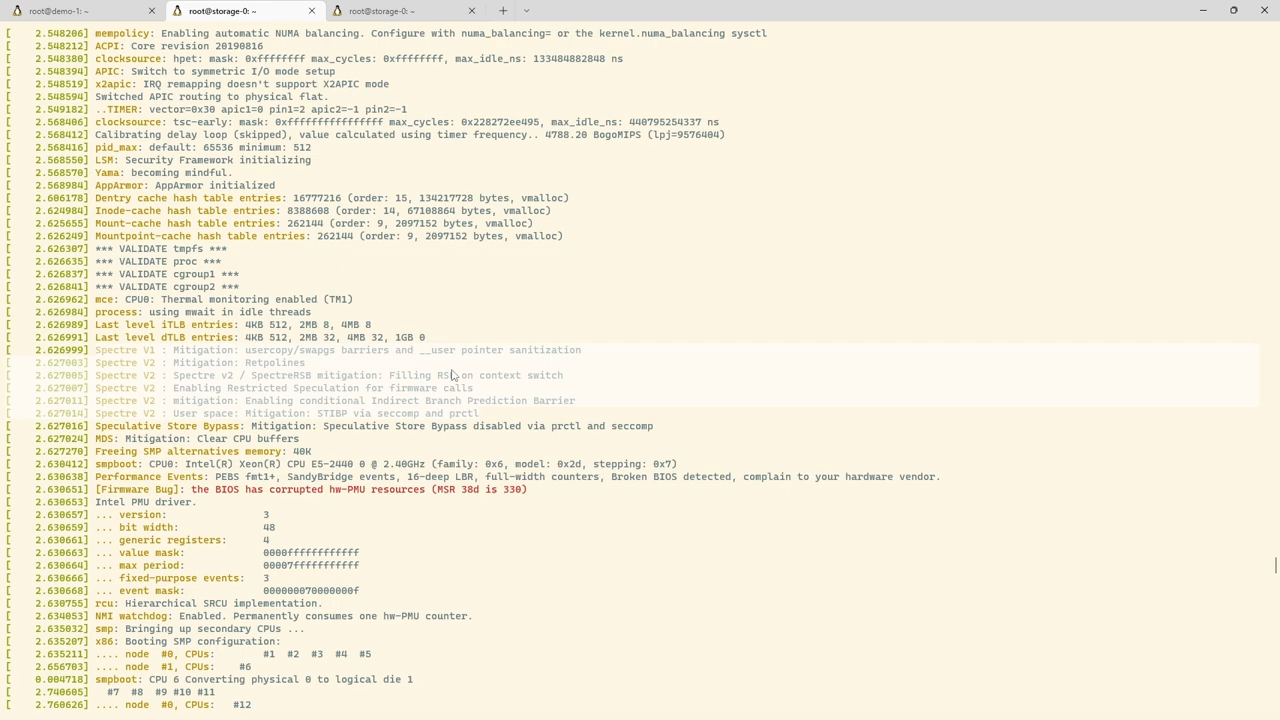 root@demo-1: ~
root@storage-0: ~
root@storage-0: ~
[    2.548206] mempolicy: Enabling automatic NUMA balancing. Configure with numa_balancing= or the kernel.numa_balancing sysctl
[    2.548212] ACPI: Core revision 20190816
[    2.548380] clocksource: hpet: mask: 0xffffffff max_cycles: 0xffffffff, max_idle_ns: 133484882848 ns
[    2.548394] APIC: Switch to symmetric I/O mode setup
[    2.548519] x2apic: IRQ remapping doesn't support X2APIC mode
[    2.548594] Switched APIC routing to physical flat.
[    2.549182] ..TIMER: vector=0x30 apic1=0 pin1=2 apic2=-1 pin2=-1
[    2.568406] clocksource: tsc-early: mask: 0xffffffffffffffff max_cycles: 0x228272ee495, max_idle_ns: 440795254337 ns
[    2.568412] Calibrating delay loop (skipped), value calculated using timer frequency.. 4788.20 BogoMIPS (lpj=9576404)
[    2.568416] pid_max: default: 65536 minimum: 512
[    2.568550] LSM: Security Framework initializing
[    2.568570] Yama: becoming mindful.
[    2.568984] AppArmor: AppArmor initialized
[    2.606178] Dentry cache hash table entries: 16777216 (order: 15, 134217728 bytes, vmalloc)
[    2.624984] Inode-cache hash table entries: 8388608 (order: 14, 67108864 bytes, vmalloc)
[    2.625655] Mount-cache hash table entries: 262144 (order: 9, 2097152 bytes, vmalloc)
[    2.626249] Mountpoint-cache hash table entries: 262144 (order: 9, 2097152 bytes, vmalloc)
[    2.626307] *** VALIDATE tmpfs ***
[    2.626635] *** VALIDATE proc ***
[    2.626837] *** VALIDATE cgroup1 ***
[    2.626841] *** VALIDATE cgroup2 ***
[    2.626962] mce: CPU0: Thermal monitoring enabled (TM1)
[    2.626984] process: using mwait in idle threads
[    2.626989] Last level iTLB entries: 4KB 512, 2MB 8, 4MB 8
[    2.626991] Last level dTLB entries: 4KB 512, 2MB 32, 4MB 32, 1GB 0
[    2.626999] Spectre V1 : Mitigation: usercopy/swapgs barriers and __user pointer sanitization
[    2.627003] Spectre V2 : Mitigation: Retpolines
[    2.627005] Spectre V2 : Spectre v2 / SpectreRSB mitigation: Filling RSB on context switch
[    2.627007] Spectre V2 : Enabling Restricted Speculation for firmware calls
[    2.627011] Spectre V2 : mitigation: Enabling conditional Indirect Branch Prediction Barrier
[    2.627014] Spectre V2 : User space: Mitigation: STIBP via seccomp and prctl
[    2.627016] Speculative Store Bypass: Mitigation: Speculative Store Bypass disabled via prctl and seccomp
[    2.627024] MDS: Mitigation: Clear CPU buffers
[    2.627270] Freeing SMP alternatives memory: 40K
[    2.630412] smpboot: CPU0: Intel(R) Xeon(R) CPU E5-2440 0 @ 2.40GHz (family: 0x6, model: 0x2d, stepping: 0x7)
[    2.630638] Performance Events: PEBS fmt1+, SandyBridge events, 16-deep LBR, full-width counters, Broken BIOS detected, complain to your hardware vendor.
[    2.630651] [Firmware Bug]: the BIOS has corrupted hw-PMU resources (MSR 38d is 330)
[    2.630653] Intel PMU driver.
[    2.630657] ... version:                3
[    2.630659] ... bit width:              48
[    2.630661] ... generic registers:      4
[    2.630663] ... value mask:             0000ffffffffffff
[    2.630664] ... max period:             00007fffffffffff
[    2.630666] ... fixed-purpose events:   3
[    2.630668] ... event mask:             000000070000000f
[    2.630755] rcu: Hierarchical SRCU implementation.
[    2.634053] NMI watchdog: Enabled. Permanently consumes one hw-PMU counter.
[    2.635032] smp: Bringing up secondary CPUs ...
[    2.635207] x86: Booting SMP configuration:
[    2.635211] .... node  #0, CPUs:        #1  #2  #3  #4  #5
[    2.656703] .... node  #1, CPUs:    #6
[    0.004718] smpboot: CPU 6 Converting physical 0 to logical die 1
[    2.740605]   #7  #8  #9 #10 #11
[    2.760626] .... node  #0, CPUs:   #12